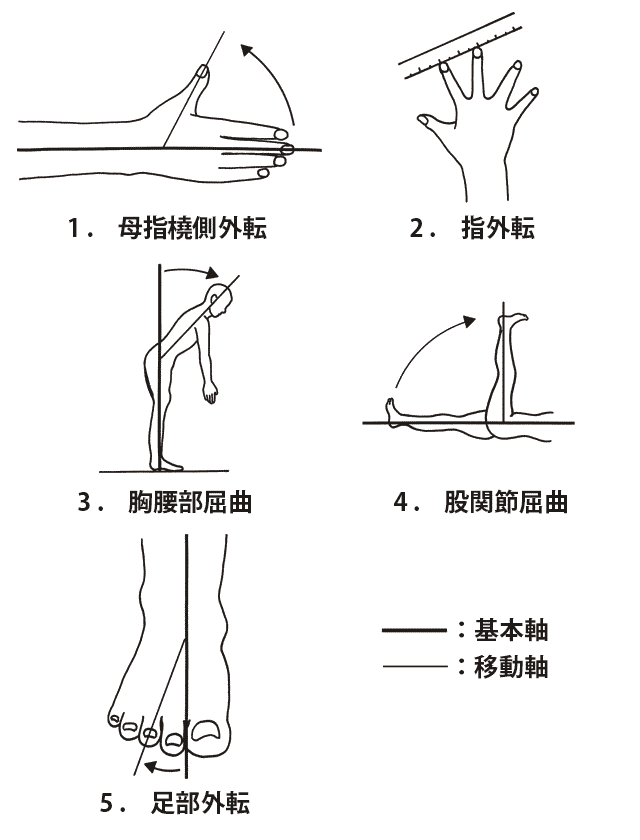 1． 母指橈側外転
2． 指外転
3． 胸腰部屈曲
4． 股関節屈曲
：基本軸
：移動軸
5． 足部外転